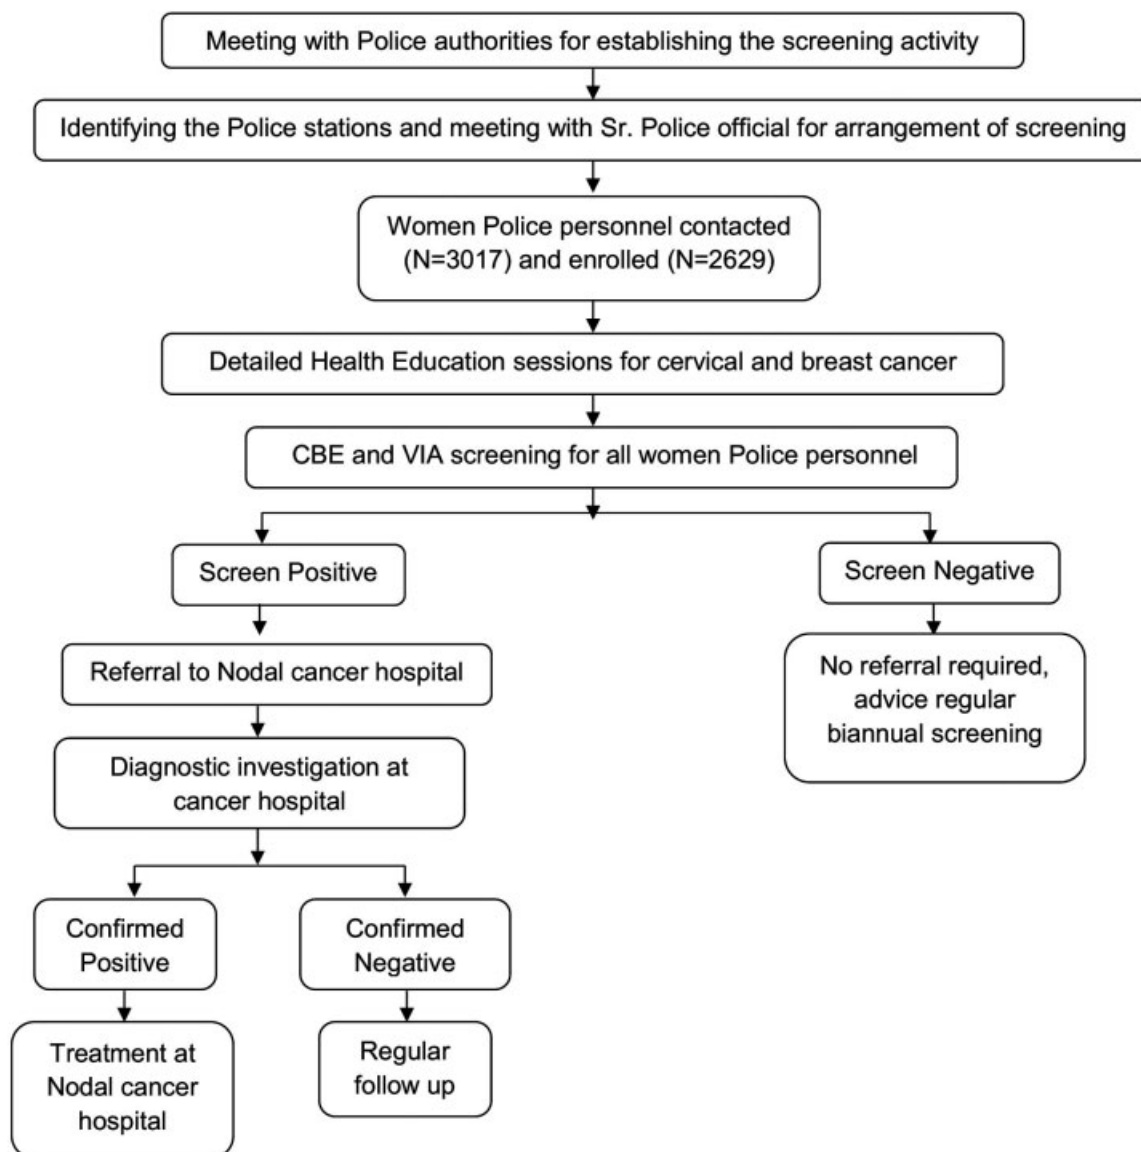 Meeting with Police authorities for establishing the screening activity
Identifying the Police stations and meeting with Sr. Police official for arrangement of screening
Women Police personnel contacted
(N=3017) and enrolled (N=2629)
Detailed Health Education sessions for cervical and breast cancer
CBE and VIA screening for all women Police personnel
Screen Positive
Screen Negative
Referral to Nodal cancer hospital
No referral required,
advice regular
biannual screening
Diagnostic investigation at
cancer hospital
Confirmed
Positive
Confirmed
Negative
Treatment at
Nodal cancer
hospital
Regular
follow up